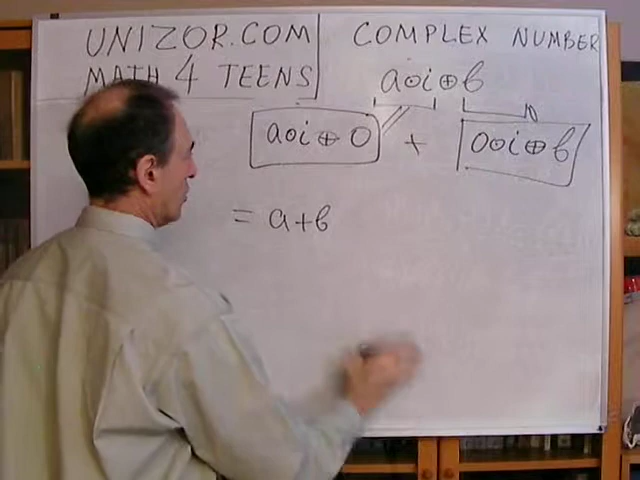 UNIZOR.COM
MATH 4 TEENS
COMPLEX NUMBER
a∘i⊕b
a∘i⊕0 + 0∘i⊕b
= a+b